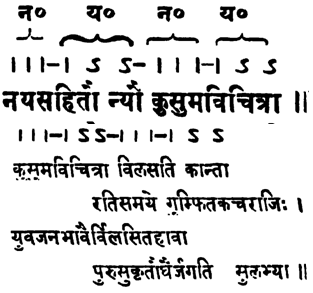 न० य० न० य०
।।।-। ऽ ऽ-।।।-। ऽ ऽ
नयसहितौ न्यौ कुसुमविचित्रा ॥
।।।-। ऽऽ-।।।-। ऽ ऽ
कुसुमविचित्रा विलसति कान्ता
रतिसमये गुम्फितकचराजिः ।
युवजनभावैर्विलसितहावा
पुरुसुकृतौघैर्जगति सुलभ्या ॥